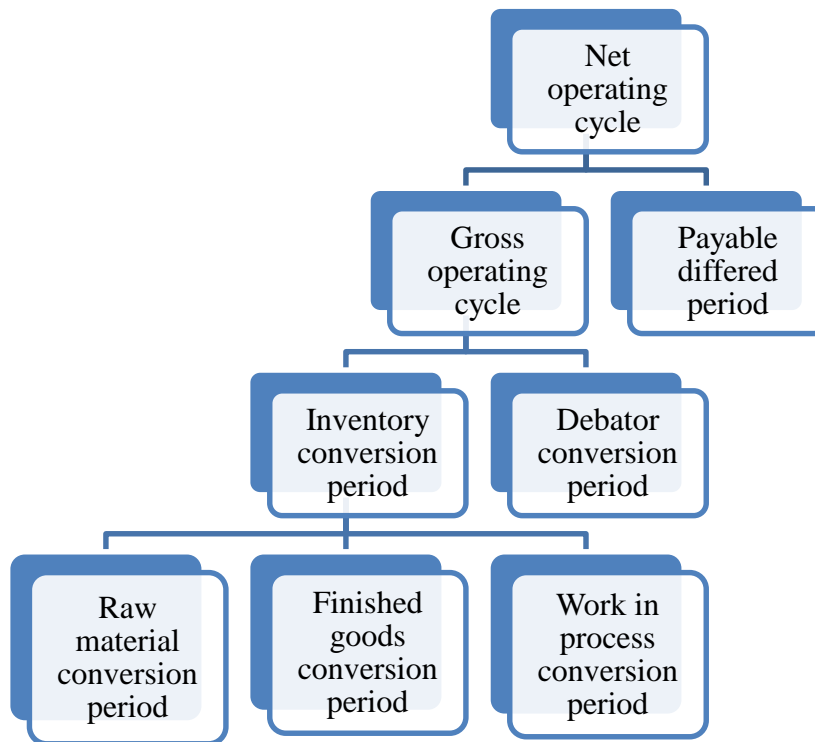 Net
operating
cycle
Gross
operating
cycle
Payable
differed
period
Inventory
conversion
period
Debator
conversion
period
Raw
material
conversion
period
Finished
goods
conversion
period
Work in
process
conversion
period